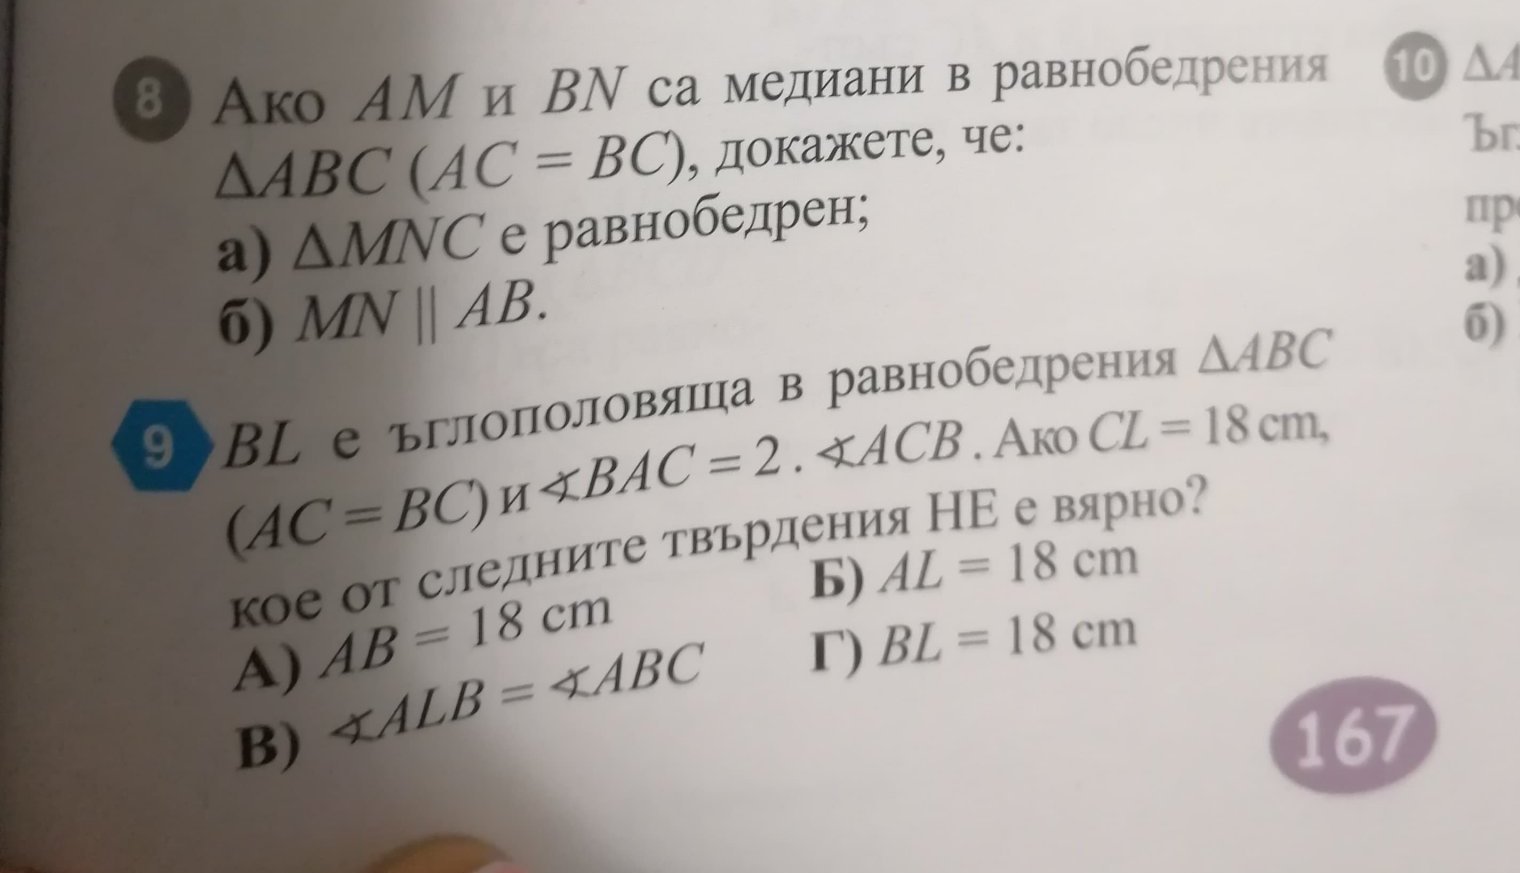 8 Ако AM и BN са медиани в равнобедрения
ΔABC (AC = BC), докажете, че:
а) ΔMNC е равнобедрен;
б) MN || AB.
9 BL е ъглополовяща в равнобедрения ΔABC
(AC = BC) и ∢BAC = 2 . ∢ACB . Ако CL = 18 cm,
кое от следните твърдения НЕ е вярно?
А) AB = 18 cm
Б) AL = 18 cm
В) ∢ALB = ∢ABC
Г) BL = 18 cm
167
10
а)
б)